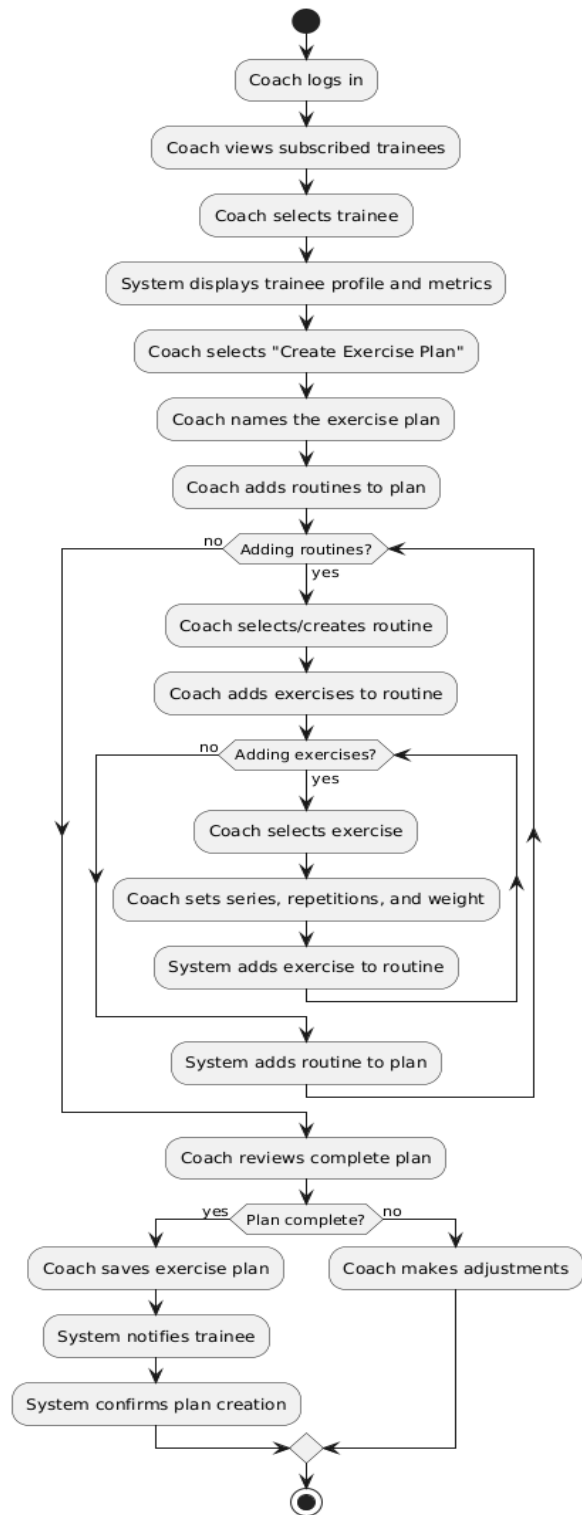 Coach logs in
Coach views subscribed trainees
Coach selects trainee
System displays trainee profile and metrics
Coach selects "Create Exercise Plan"
Coach names the exercise plan
Coach adds routines to plan
no
Adding routines?
yes
Coach selects/creates routine
Coach adds exercises to routine
no
Adding exercises?
yes
Coach selects exercise
Coach sets series, repetitions, and weight
System adds exercise to routine
System adds routine to plan
Coach reviews complete plan
yes
Plan complete?
no
Coach saves exercise plan
Coach makes adjustments
System notifies trainee
System confirms plan creation